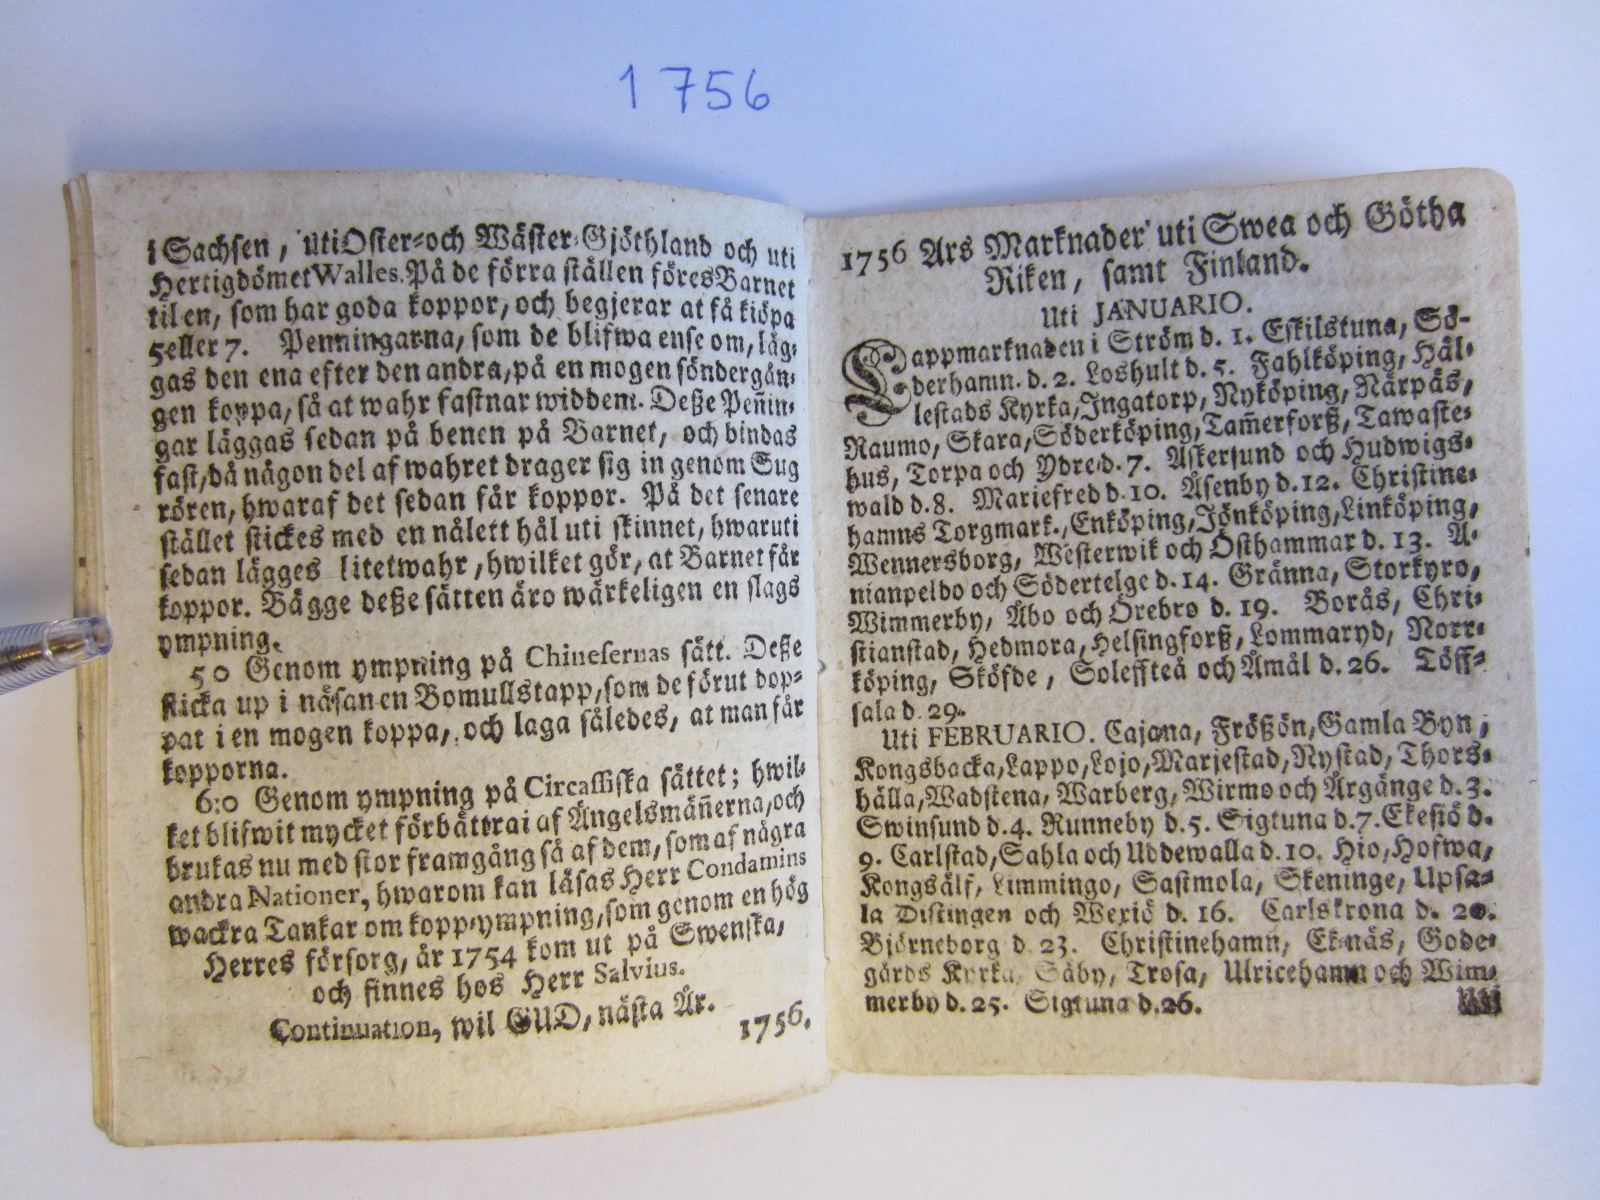 1756
i Sachsen, uti Öster- och Wäster-Gjöthland och uti
Hertigdömet Walles. På de förra ställen föres Barnet
til en, som har goda koppor, och begjerar at få kiöpa
5 eller 7. Penningarna, som de blifwa ense om, läg-
gas den ena efter den andra, på en mogen söndergån-
gen koppa, så at wahr fastnar wid dem. Deße Peñin-
gar läggas sedan på benen på Barnet, och bindas
fast, då någon del af wahret drager sig in genom Sug
rören, hwaraf det sedan får koppor. På det senare
stället stickes med en nål ett hål uti skinnet, hwaruti
sedan lägges litet wahr, hwilket gör, at Barnet får
koppor. Bägge deße sätten äro wärkeligen en slags
ympning.
5 o Genom ympning på Chinesernas sätt. Deße
sticka up i näsan en Bomullstapp, som de förut dop-
pat i en mogen koppa, och laga således, at man får
kopporna.
6:o Genom ympning på Circassiska sättet; hwil-
ket blifwit mycket förbättrai af Ängelsmäñerna, och
brukas nu med stor framgång så af dem, som af några
andra Nationer, hwarom kan läsas Herr Condamins
wackra Tankar om kopp-ympning, som genom en hög
Herres försorg, år 1754 kom ut på Swenska,
och finnes hos Herr Salvius.
Continuation, wil GUD, nästa År.
1756.
1756 Års Marknader uti Swea och Götha
Riken, samt Finland.
Uti JANUARIO.
Lappmarknaden i Ström d. 1. Eskilstuna, Sö-
derhamn. d. 2. Loshult d. 5. Fahlköping, Häl-
lestads Kyrka, Ingatorp, Nyköping, Närpäs,
Raumo, Skara, Söderköping, Tam̃erforß, Tawaste-
hus, Torpa och Ydre d. 7. Askersund och Hudwigs-
wald d. 8. Mariefred d. 10. Åsenby d. 12. Christine-
hamns Torgmark., Enköping, Jönköping, Linköping,
Wennersborg, Westerwik och Östhammar d. 13. A-
nianpeldo och Södertelge d. 14. Gränna, Storkyro,
Wimmerby, Åbo och Örebro d. 19. Borås, Chri-
stianstad, Hedmora, Helsingforß, Lommaryd, Norr-
köping, Sköfde, Soleffteå och Åmål d. 26. Töff-
sala d. 29.
Uti FEBRUARIO. Cajana, Frößön, Gamla Byn,
Kongsbacka, Lappo, Lojo, Marjestad, Nystad, Thors-
hälla, Wadstena, Warberg, Wirmo och Årgänge d. 3.
Swinsund d. 4. Runneby d. 5. Sigtuna d. 7. Ekesiö d.
9. Carlstad, Sahla och Uddewalla d. 10. Hio, Hofwa,
Kongsälf, Limmingo, Sastmola, Skeninge, Upsa-
la Distingen och Wexiö d. 16. Carlskrona d. 20.
Björneborg d. 23. Christinehamn, Ekenäs, Gode-
gårds Kyrka, Säby, Trosa, Ulricehamn och Wim-
merby d. 25. Sigtuna d. 26.
Uti